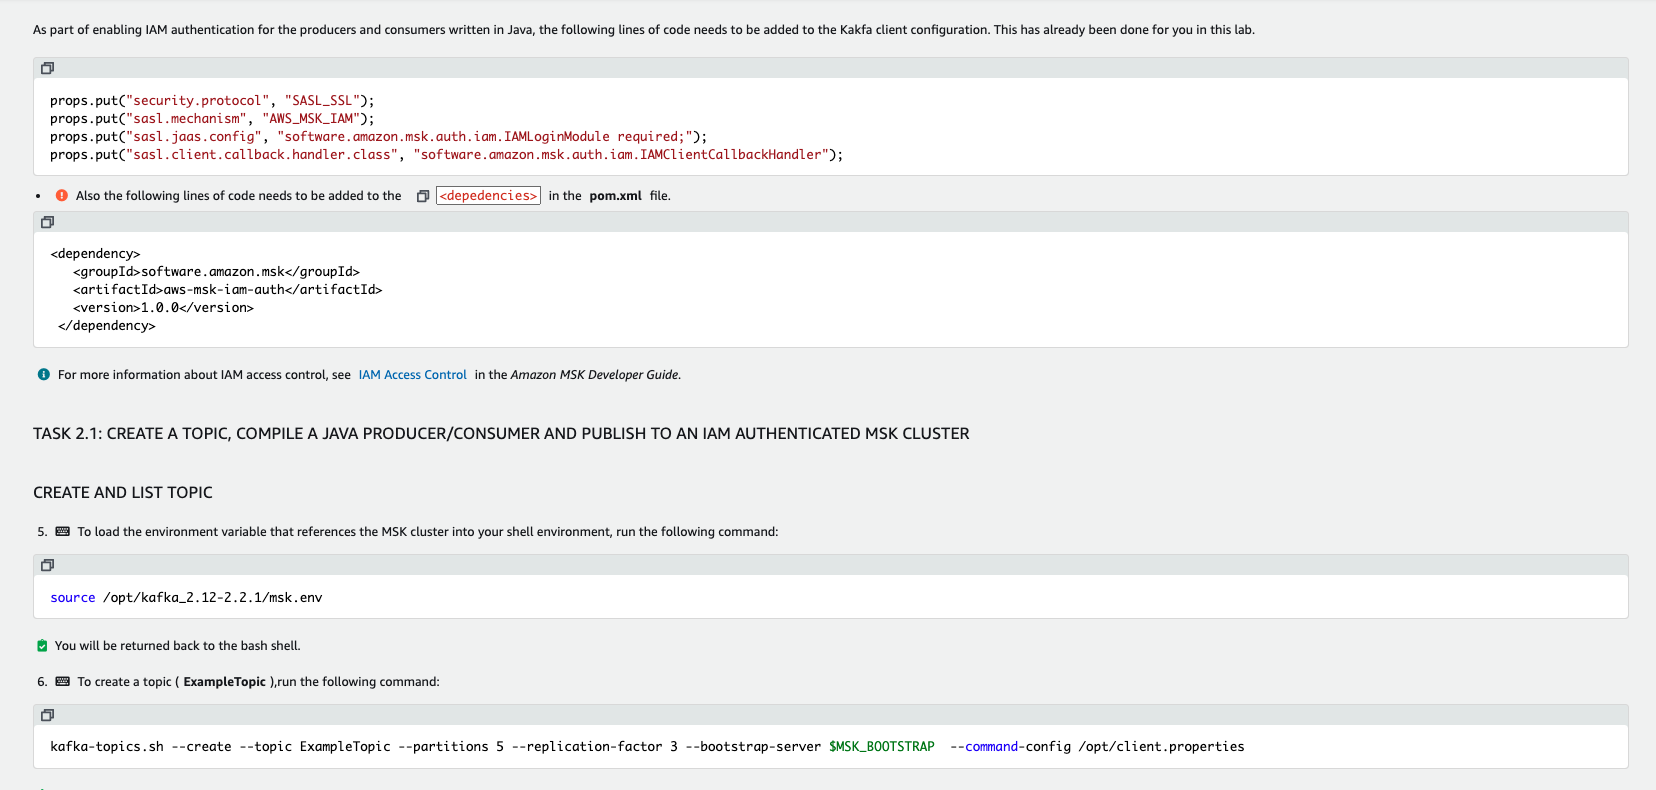 As part of enabling IAM authentication for the producers and consumers written in Java, the following lines of code needs to be added to the Kakfa client configuration. This has already been done for you in this lab.
props.put("security.protocol", "SASL_SSL");
props.put("sasl.mechanism", "AWS_MSK_IAM");
props.put("sasl.jaas.config", "software.amazon.msk.auth.iam.IAMLoginModule required;");
props.put("sasl.client.callback.handler.class", "software.amazon.msk.auth.iam.IAMClientCallbackHandler");
• Also the following lines of code needs to be added to the <depedencies> in the pom.xml file.
<dependency>
   <groupId>software.amazon.msk</groupId>
   <artifactId>aws-msk-iam-auth</artifactId>
   <version>1.0.0</version>
 </dependency>
For more information about IAM access control, see IAM Access Control in the Amazon MSK Developer Guide.
TASK 2.1: CREATE A TOPIC, COMPILE A JAVA PRODUCER/CONSUMER AND PUBLISH TO AN IAM AUTHENTICATED MSK CLUSTER
CREATE AND LIST TOPIC
5. To load the environment variable that references the MSK cluster into your shell environment, run the following command:
source /opt/kafka_2.12-2.2.1/msk.env
You will be returned back to the bash shell.
6. To create a topic ( ExampleTopic ),run the following command:
kafka-topics.sh --create --topic ExampleTopic --partitions 5 --replication-factor 3 --bootstrap-server $MSK_BOOTSTRAP  --command-config /opt/client.properties